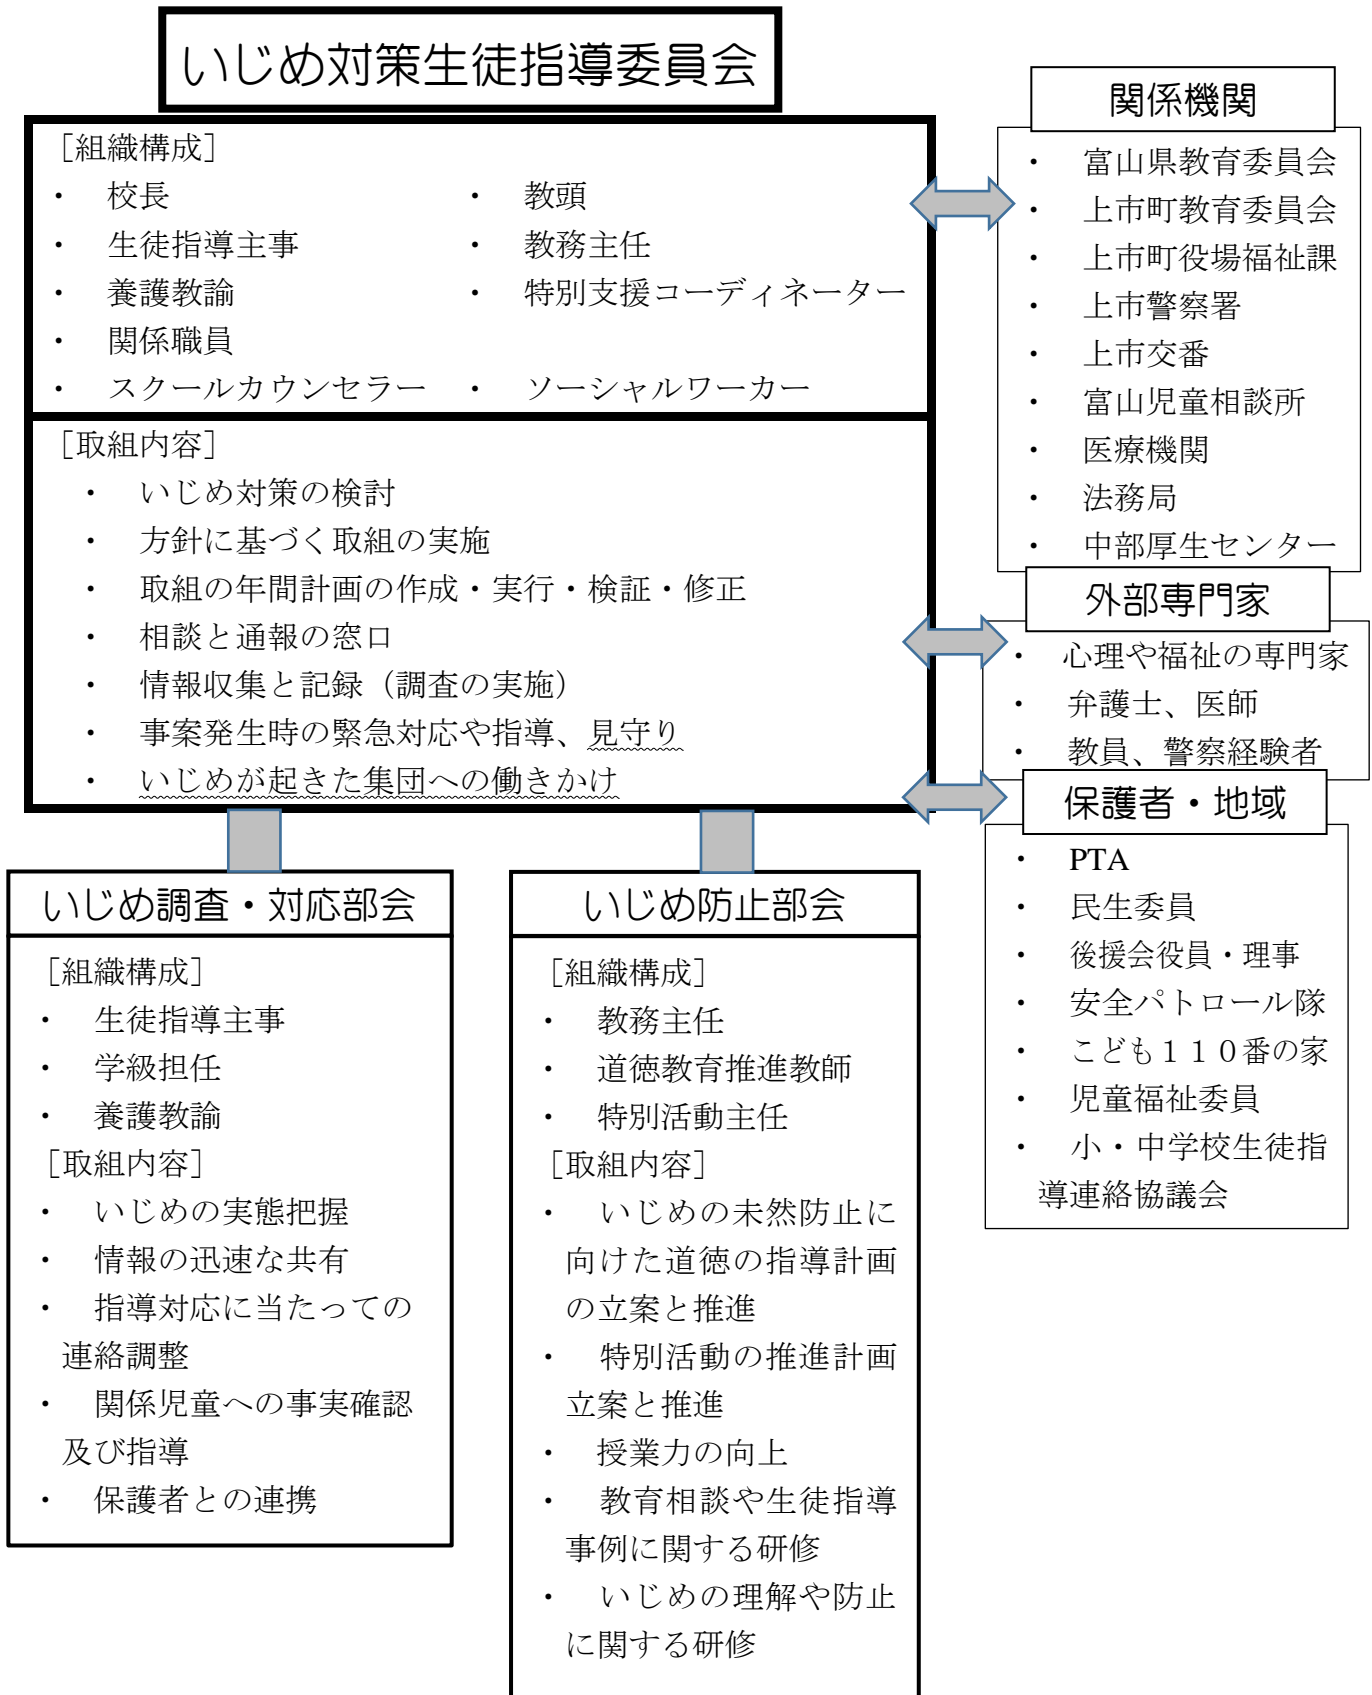 いじめ対策生徒指導委員会
［組織構成］
・ 校長 ・ 教頭
・ 生徒指導主事 ・ 教務主任
・ 養護教諭 ・ 特別支援コーディネーター
・ 関係職員
・ スクールカウンセラー ・ ソーシャルワーカー
［取組内容］
・ いじめ対策の検討
・ 方針に基づく取組の実施
・ 取組の年間計画の作成・実行・検証・修正
・ 相談と通報の窓口
・ 情報収集と記録（調査の実施）
・ 事案発生時の緊急対応や指導、見守り
・ いじめが起きた集団への働きかけ
関係機関
・ 富山県教育委員会
・ 上市町教育委員会
・ 上市町役場福祉課
・ 上市警察署
・ 上市交番
・ 富山児童相談所
・ 医療機関
・ 法務局
・ 中部厚生センター
外部専門家
・ 心理や福祉の専門家
・ 弁護士、医師
・ 教員、警察経験者
保護者・地域
・ PTA
・ 民生委員
・ 後援会役員・理事
・ 安全パトロール隊
・ こども１１０番の家
・ 児童福祉委員
・ 小・中学校生徒指
導連絡協議会
いじめ調査・対応部会
［組織構成］
・ 生徒指導主事
・ 学級担任
・ 養護教諭
［取組内容］
・ いじめの実態把握
・ 情報の迅速な共有
・ 指導対応に当たっての
連絡調整
・ 関係児童への事実確認
及び指導
・ 保護者との連携
いじめ防止部会
［組織構成］
・ 教務主任
・ 道徳教育推進教師
・ 特別活動主任
［取組内容］
・ いじめの未然防止に
向けた道徳の指導計画
の立案と推進
・ 特別活動の推進計画
立案と推進
・ 授業力の向上
・ 教育相談や生徒指導
事例に関する研修
・ いじめの理解や防止
に関する研修